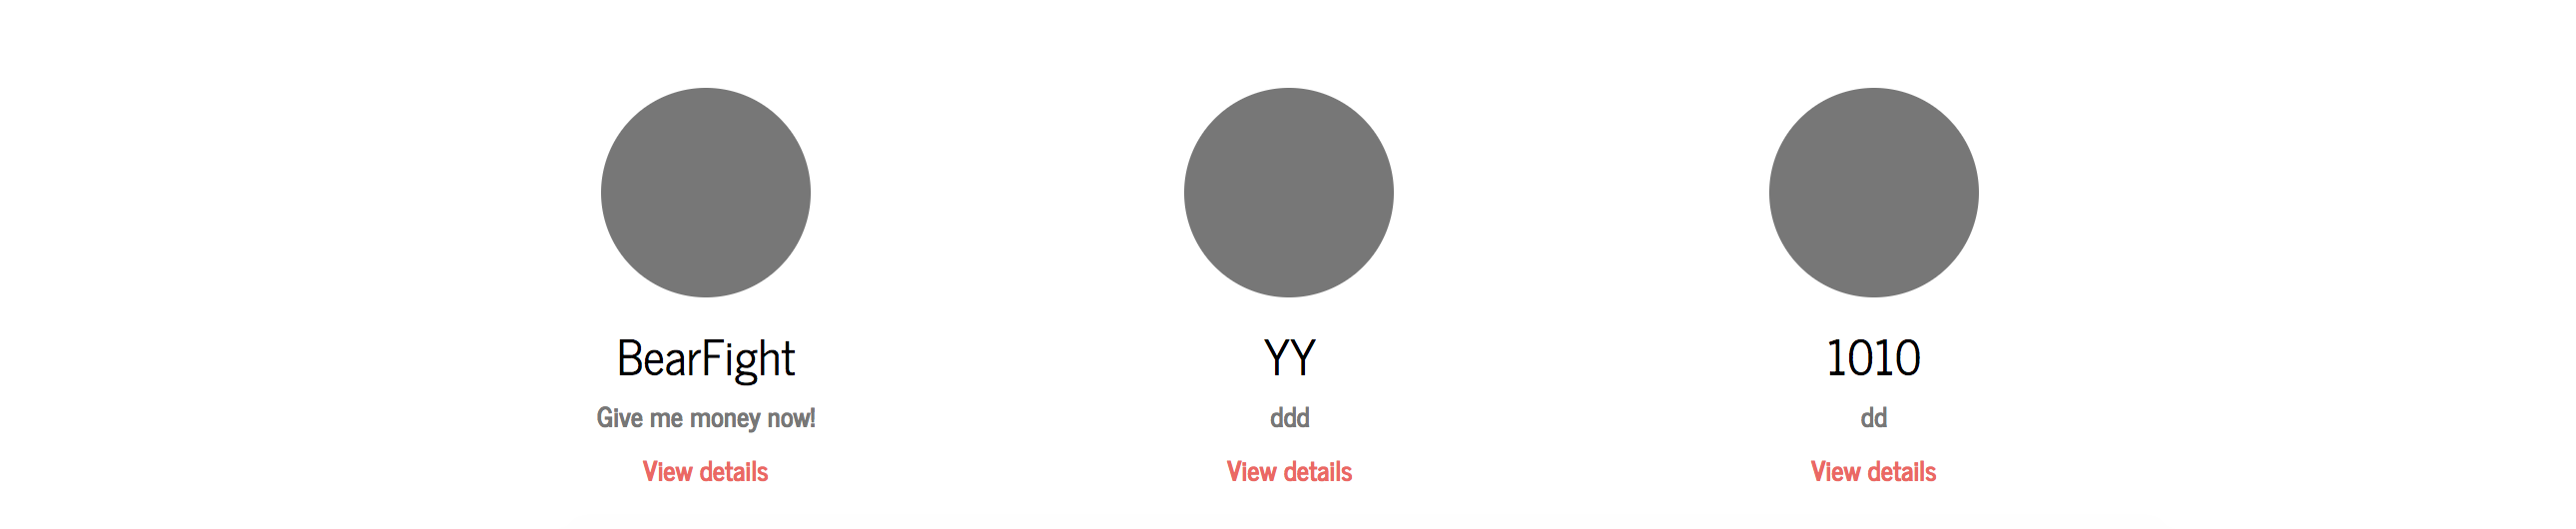 BearFight
Give me money now!
View details
YY
ddd
View details
1010
dd
View details